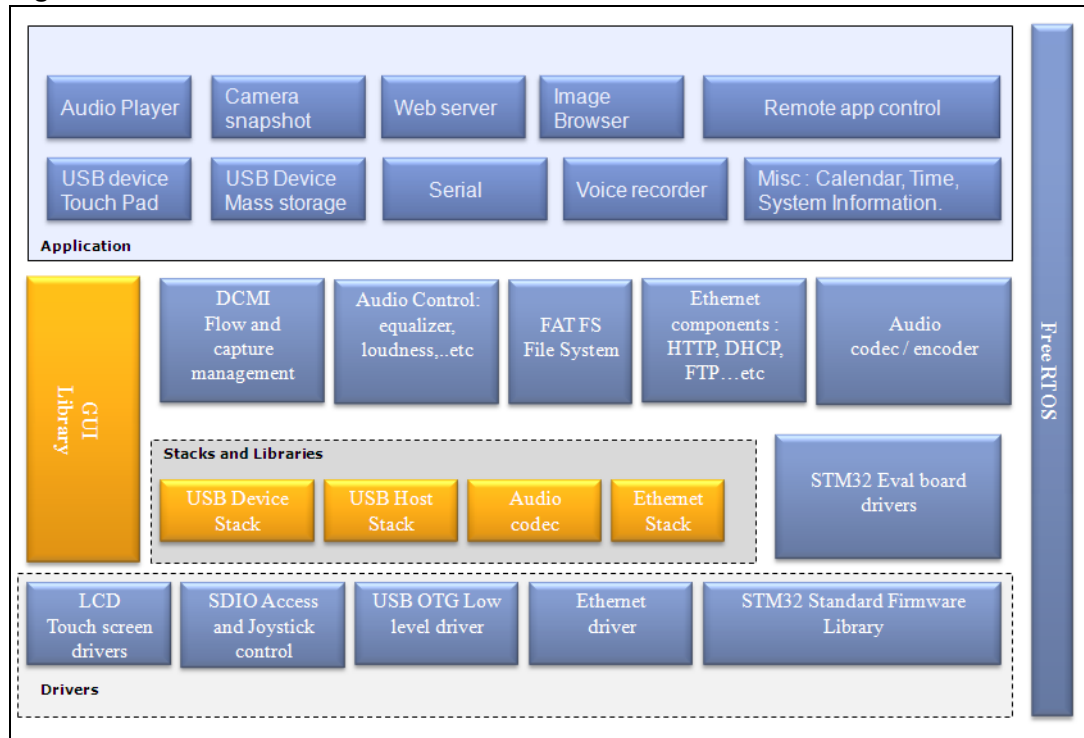 Audio Player
Camera
snapshot
Web server
Image
Browser
Remote app control
USB device
Touch Pad
USB Device
Mass storage
Serial
Voice recorder
Misc : Calendar, Time,
System Information.
Application
GUI
Library
DCMI
Flow and
capture
management
Audio Control:
equalizer,
loudness,..etc
FAT FS
File System
Ethernet
components :
HTTP, DHCP,
FTP…etc
Audio
codec / encoder
Free RTOS
Stacks and Libraries
USB Device
Stack
USB Host
Stack
Audio
codec
Ethernet
Stack
STM32 Eval board
drivers
LCD
Touch screen
drivers
SDIO Access
and Joystick
control
USB OTG Low
level driver
Ethernet
driver
STM32 Standard Firmware
Library
Drivers